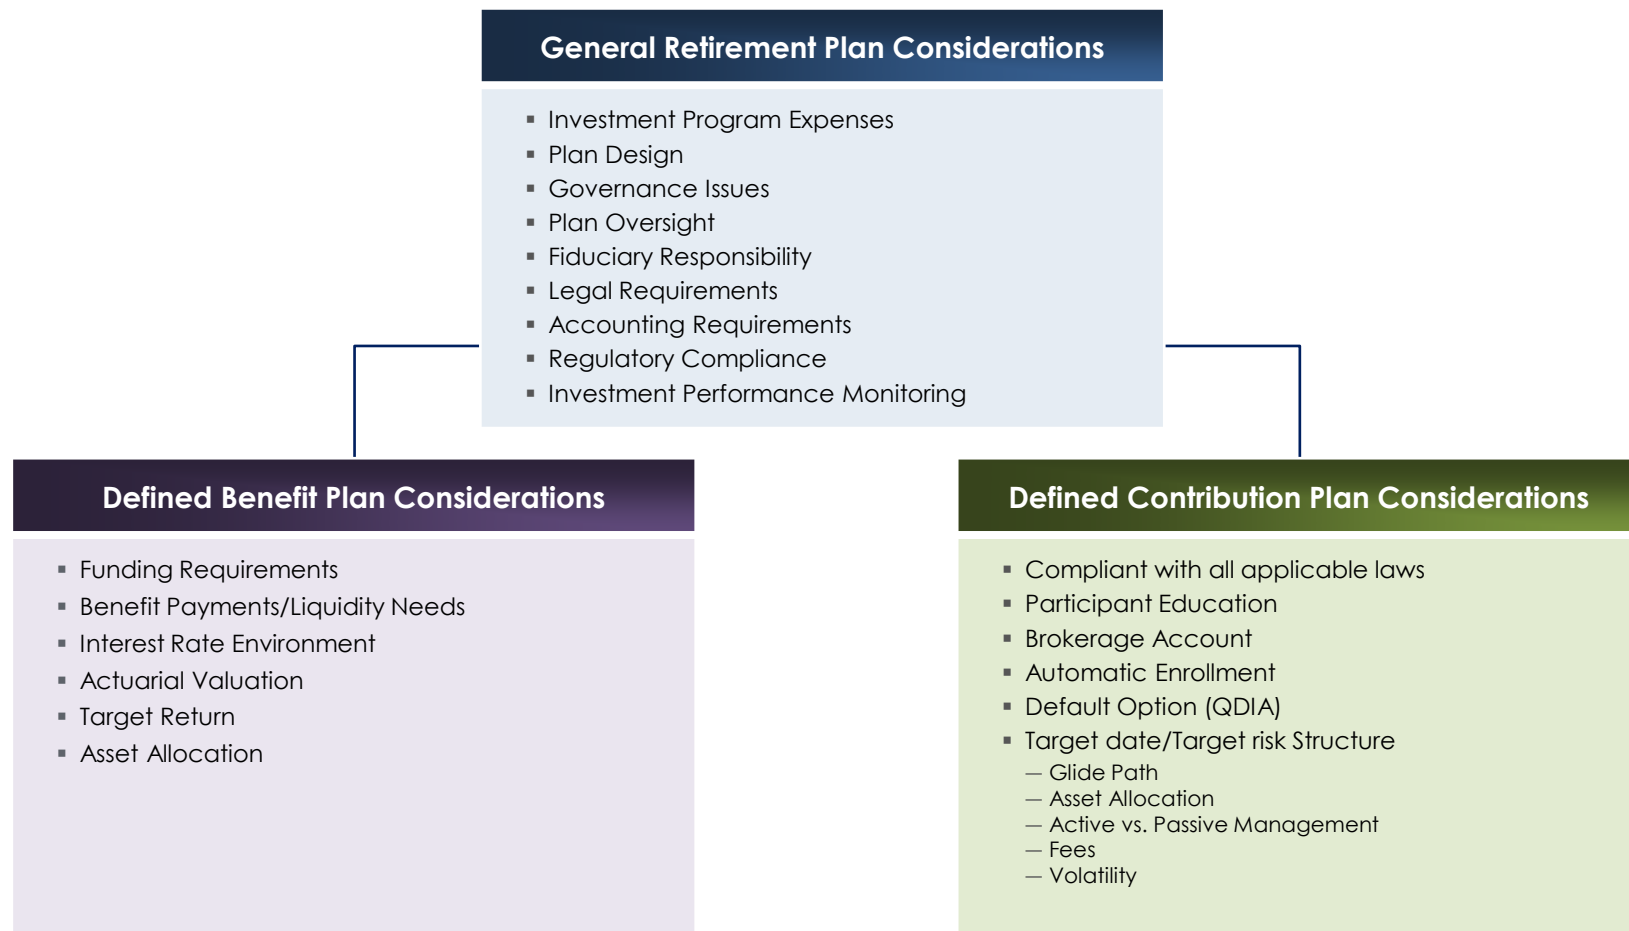 General Retirement Plan Considerations
▪ Investment Program Expenses
▪ Plan Design
▪ Governance Issues
▪ Plan Oversight
▪ Fiduciary Responsibility
▪ Legal Requirements
▪ Accounting Requirements
▪ Regulatory Compliance
▪ Investment Performance Monitoring
Defined Benefit Plan Considerations
▪ Funding Requirements
▪ Benefit Payments/Liquidity Needs
▪ Interest Rate Environment
▪ Actuarial Valuation
▪ Target Return
▪ Asset Allocation
Defined Contribution Plan Considerations
▪ Compliant with all applicable laws
▪ Participant Education
▪ Brokerage Account
▪ Automatic Enrollment
▪ Default Option (QDIA)
▪ Target date/Target risk Structure
— Glide Path
— Asset Allocation
— Active vs. Passive Management
— Fees
— Volatility